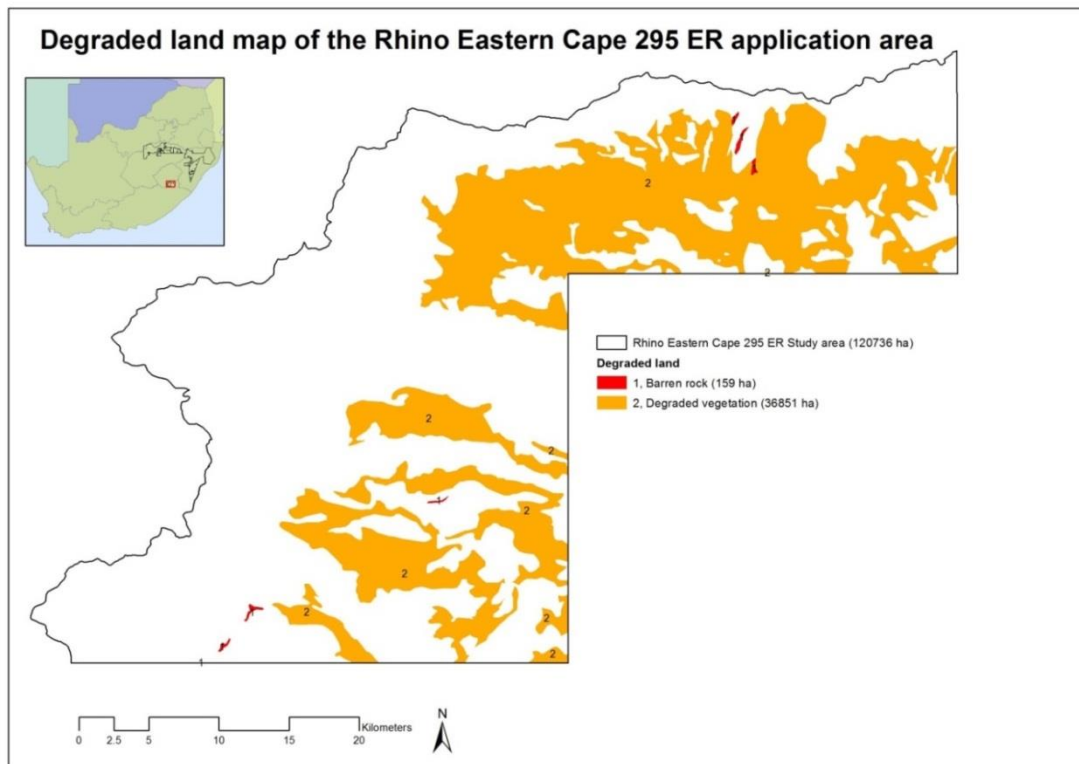 Degraded land map of the Rhino Eastern Cape 295 ER application area
2
2
Rhino Eastern Cape 295 ER Study area (120736 ha)
Degraded land
1, Barren rock (159 ha)
2, Degraded vegetation (36851 ha)
2
2
1
2
2
2
2
2
1
Kilometers
0 2.5 5 10 15 20
N